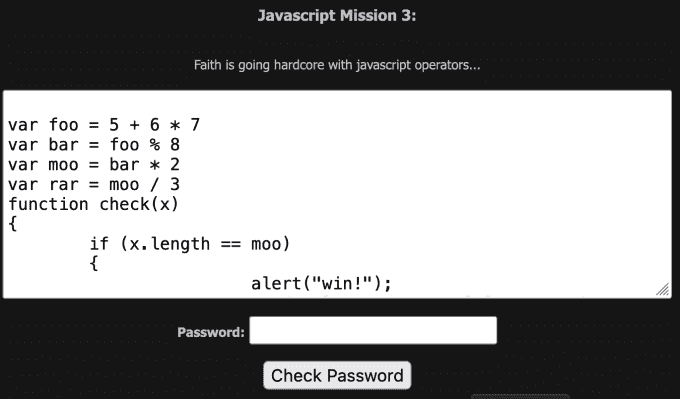 Javascript Mission 3:
Faith is going hardcore with javascript operators...
var foo = 5 + 6 * 7
var bar = foo % 8
var moo = bar * 2
var rar = moo / 3
function check(x)
{
        if (x.length == moo)
        {
                        alert("win!");
Password:
Check Password